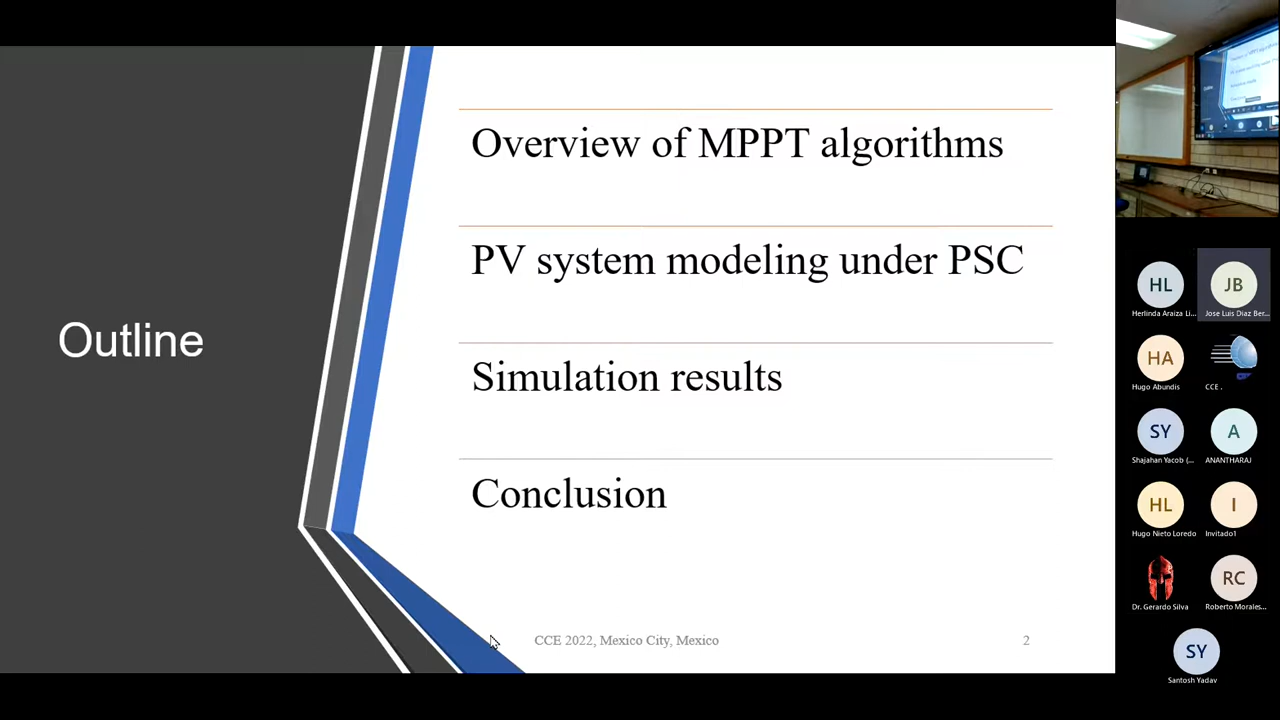 Outline
Overview of MPPT algorithms
PV system modeling under PSC
Simulation results
Conclusion
CCE 2022, Mexico City, Mexico
2
HL
Herlinda Araiza Li...
JB
Jose Luis Diaz Ber...
HA
Hugo Abundis
CCE .
SY
Shajahan Yacob (...
A
ANANTHARAJ
HL
Hugo Nieto Loredo
I
Invitado1
Dr. Gerardo Silva
RC
Roberto Morales...
SY
Santosh Yadav